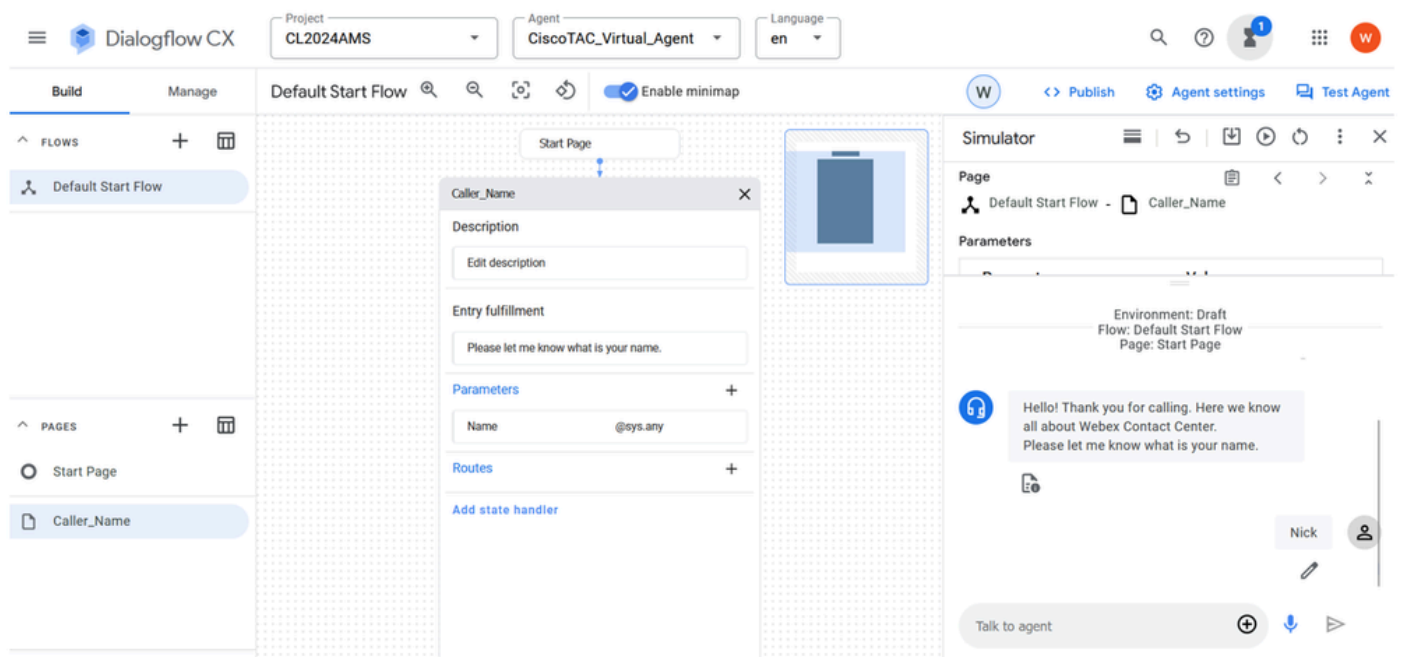 Project
Agent
Language
Dialogflow CX
CL2024AMS
CiscoTAC_Virtual_Agent
en
1
W
Build
Manage
Default Start Flow
Enable minimap
W
Publish
Agent settings
Test Agent
FLOWS
Default Start Flow
PAGES
Start Page
Caller_Name
Start Page
Caller_Name
Description
Edit description
Entry fulfillment
Please let me know what is your name.
Parameters
Name @sys.any
Routes
Add state handler
Simulator
Page
Default Start Flow - Caller_Name
Parameters
Environment: Draft
Flow: Default Start Flow
Page: Start Page
Hello! Thank you for calling. Here we know
all about Webex Contact Center.
Please let me know what is your name.
Nick
Talk to agent